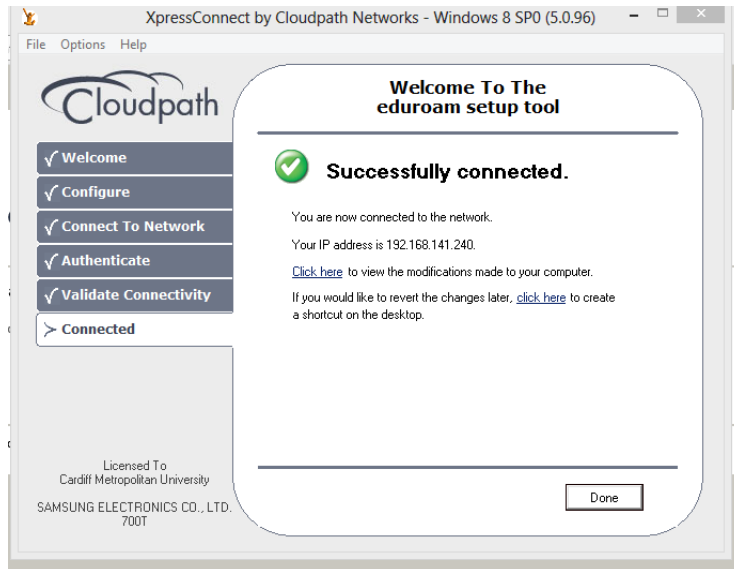 XpressConnect by Cloudpath Networks - Windows 8 SP0 (5.0.96)
File Options Help
Cloudpath
Welcome To The
eduroam setup tool
Welcome
Configure
Connect To Network
Authenticate
Validate Connectivity
Connected
Successfully connected.
You are now connected to the network.
Your IP address is 192.168.141.240.
Click here to view the modifications made to your computer.
If you would like to revert the changes later, click here to create
a shortcut on the desktop.
Licensed To
Cardiff Metropolitan University
SAMSUNG ELECTRONICS CO., LTD.
700T
Done